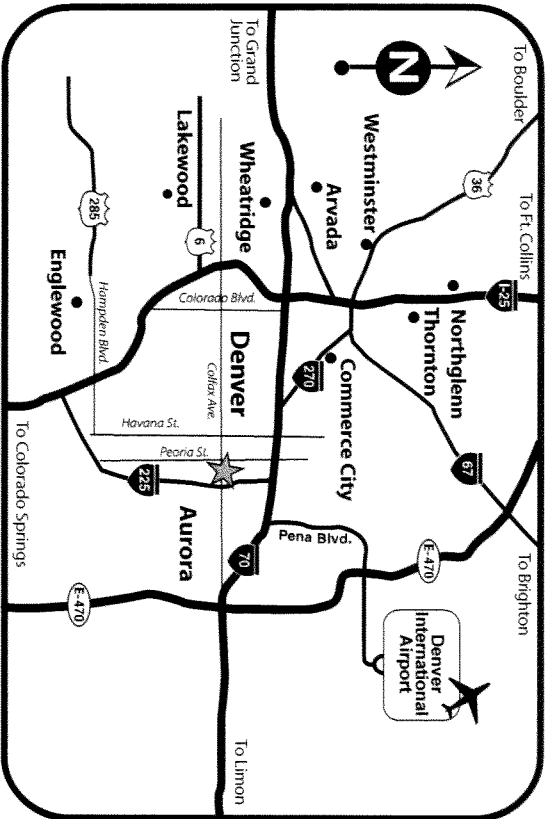 To Boulder
To Ft. Collins
To Brighton
To Grand
Junction
N
36
I-25
67
Westminster
Arvada
Northglenn
Thornton
Commerce City
270
E-470
Pena Blvd.
Denver
International
Airport
Wheatridge
Lakewood
6
285
Colorado Blvd.
Denver
Colfax Ave.
Englewood
Hampden Blvd.
Havana St.
Peoria St.
225
Aurora
70
E-470
To Colorado Springs
To Limon